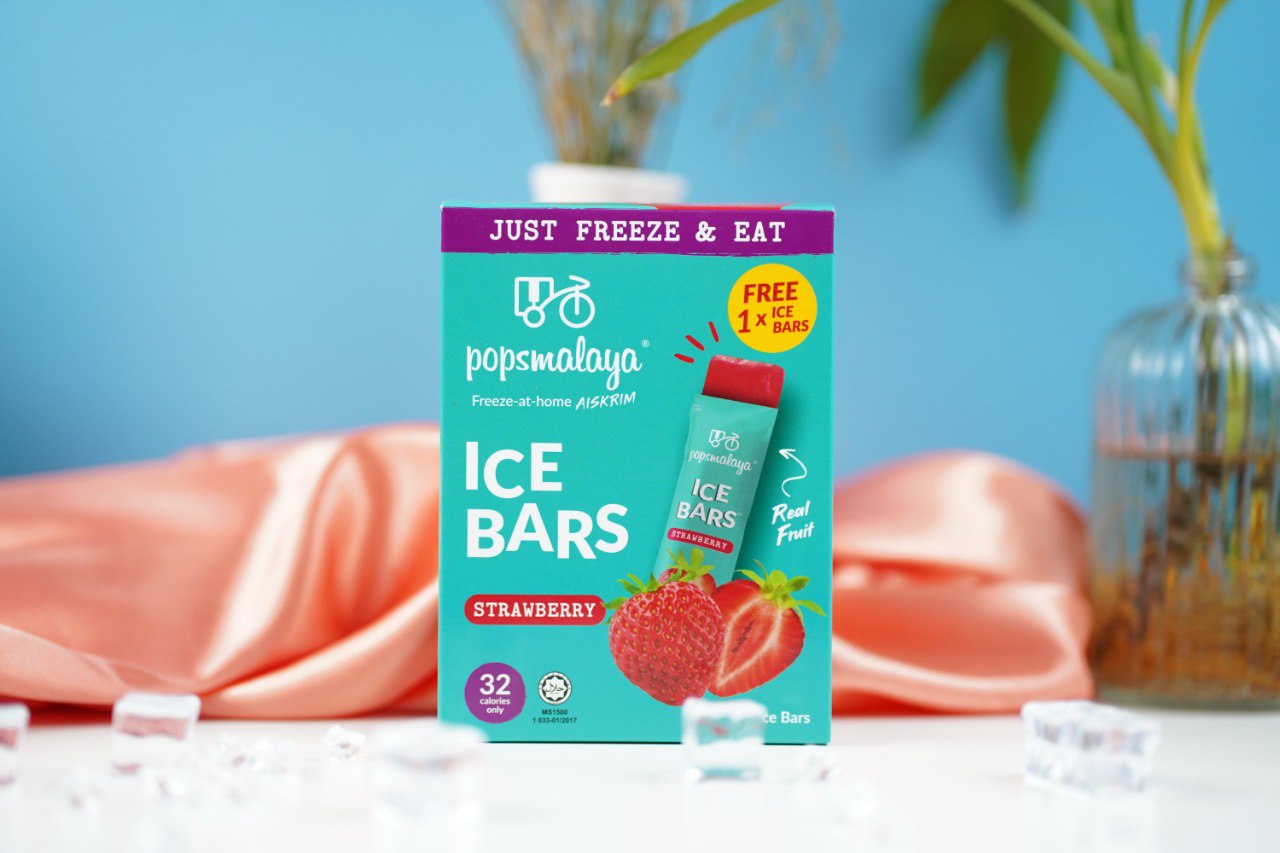 JUST FREEZE & EAT
popsmalaya®
Freeze-at-home AISKRIM
FREE
1 x ICE
BARS
ICE
BARS
STRAWBERRY
popsmalaya
ICE
BARS
STRAWBERRY
Real
Fruit
32
calories
only
MS1500
1 033-01/2017
Bars